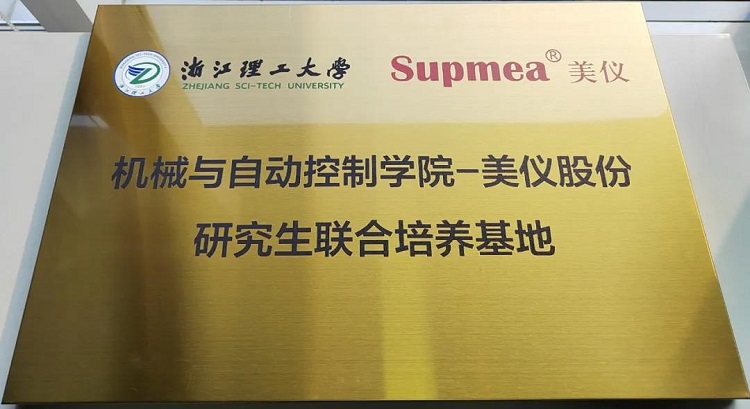 浙江理工大学 Supmea® 美仪
ZHEJIANG SCI-TECH UNIVERSITY
机械与自动控制学院-美仪股份
研究生联合培养基地